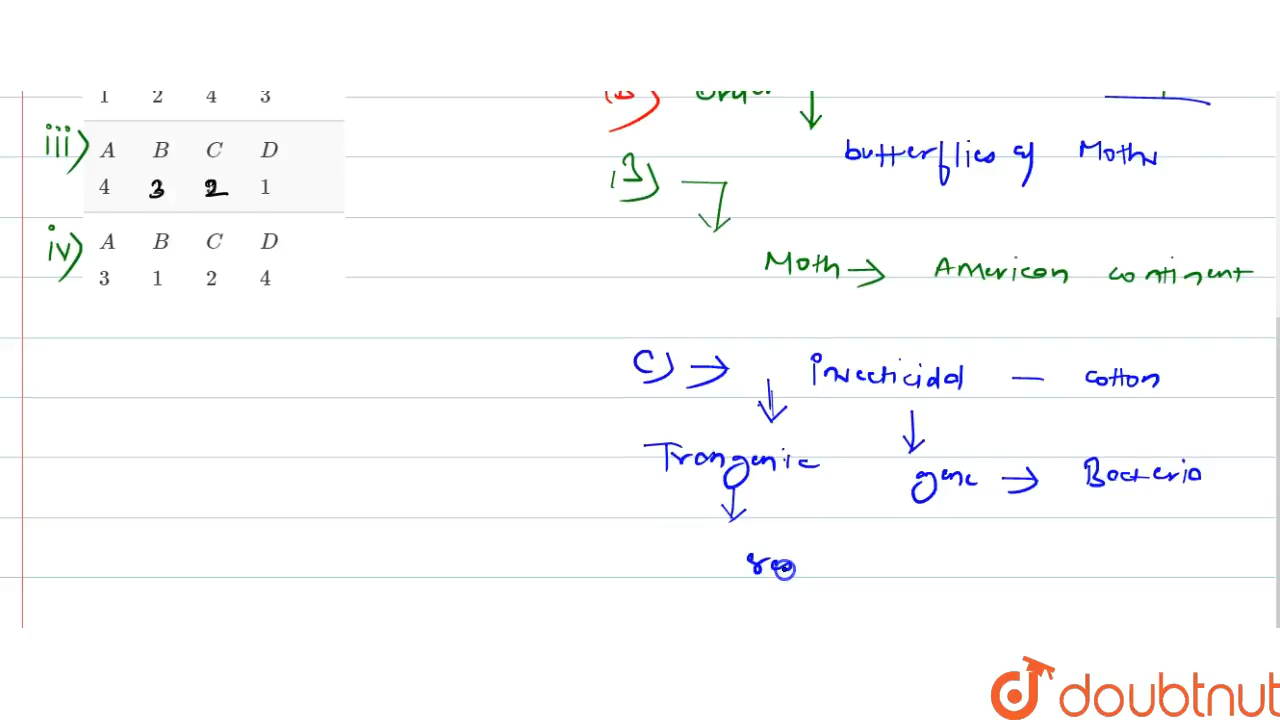 1 2 4 3
iii) A B C D
4 3 2 1
iv) A B C D
3 1 2 4
butterflies of Moths
Moth → American continent
C) → insecticidal — cotton
Trangenic gene → Bacteria
doubtnut